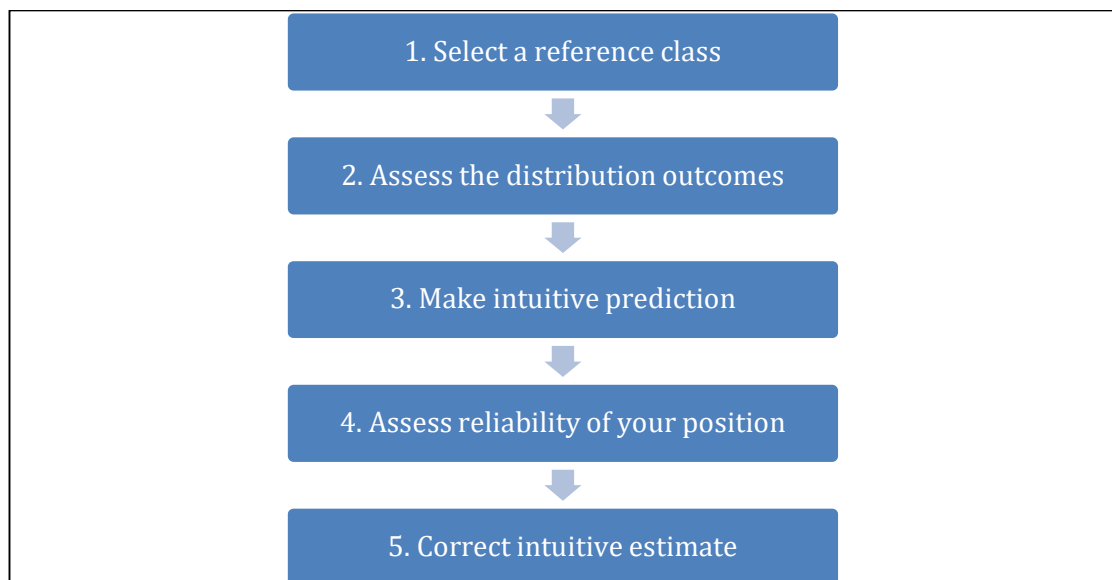 1. Select a reference class
2. Assess the distribution outcomes
3. Make intuitive prediction
4. Assess reliability of your position
5. Correct intuitive estimate